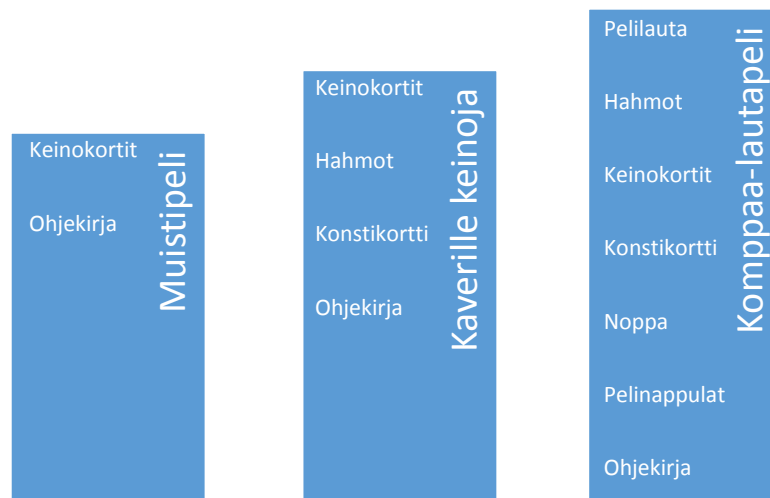 Keinokortit
Ohjekirja
Muistipeli
Keinokortit
Hahmot
Konstikortti
Ohjekirja
Kaverille keinoja
Pelilauta
Hahmot
Keinokortit
Konstikortti
Noppa
Pelinappulat
Ohjekirja
Komppaa-lautapeli